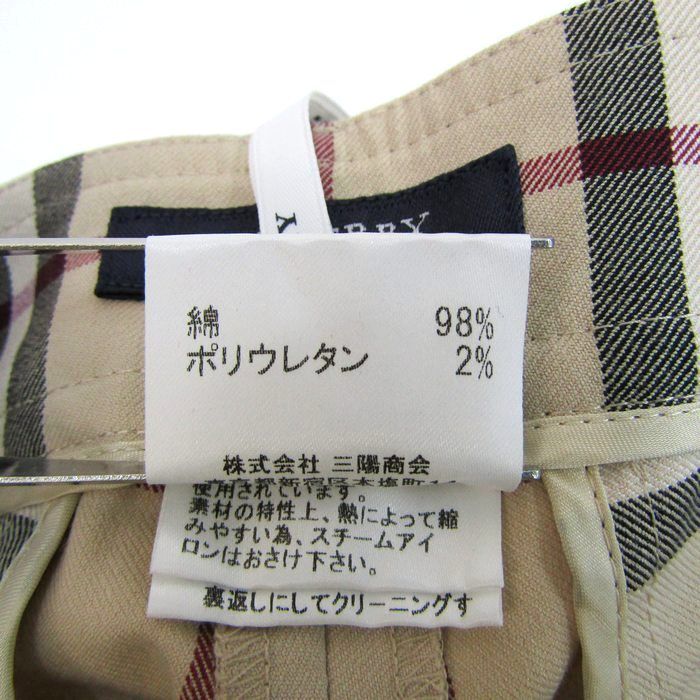 綿 98%
ポリウレタン 2%
株式会社 三陽商会
使用されています。
素材の特性上、熱によって縮
みやすい為、スチームアイ
ロンはおさけ下さい。
裏返しにしてクリーニングす